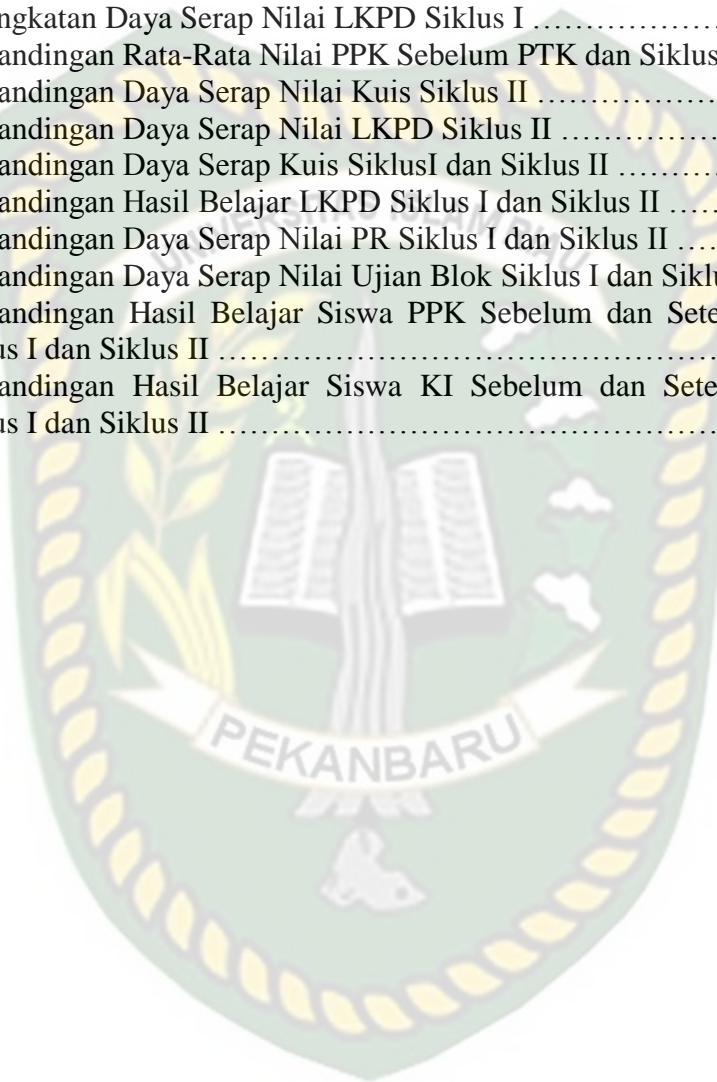 ngkatan Daya Serap Nilai LKPD Siklus I ……………………
andingan Rata-Rata Nilai PPK Sebelum PTK dan Siklus
andingan Daya Serap Nilai Kuis Siklus II …………………
andingan Daya Serap Nilai LKPD Siklus II ………………
andingan Daya Serap Kuis SiklusI dan Siklus II …………
andingan Hasil Belajar LKPD Siklus I dan Siklus II ……
andingan Daya Serap Nilai PR Siklus I dan Siklus II ……
andingan Daya Serap Nilai Ujian Blok Siklus I dan Siklu
andingan Hasil Belajar Siswa PPK Sebelum dan Sete
us I dan Siklus II ………………………………………………
andingan Hasil Belajar Siswa KI Sebelum dan Sete
us I dan Siklus II ………………………………………………
UNIVERSITAS ISLAM RIAU
PEKANBARU